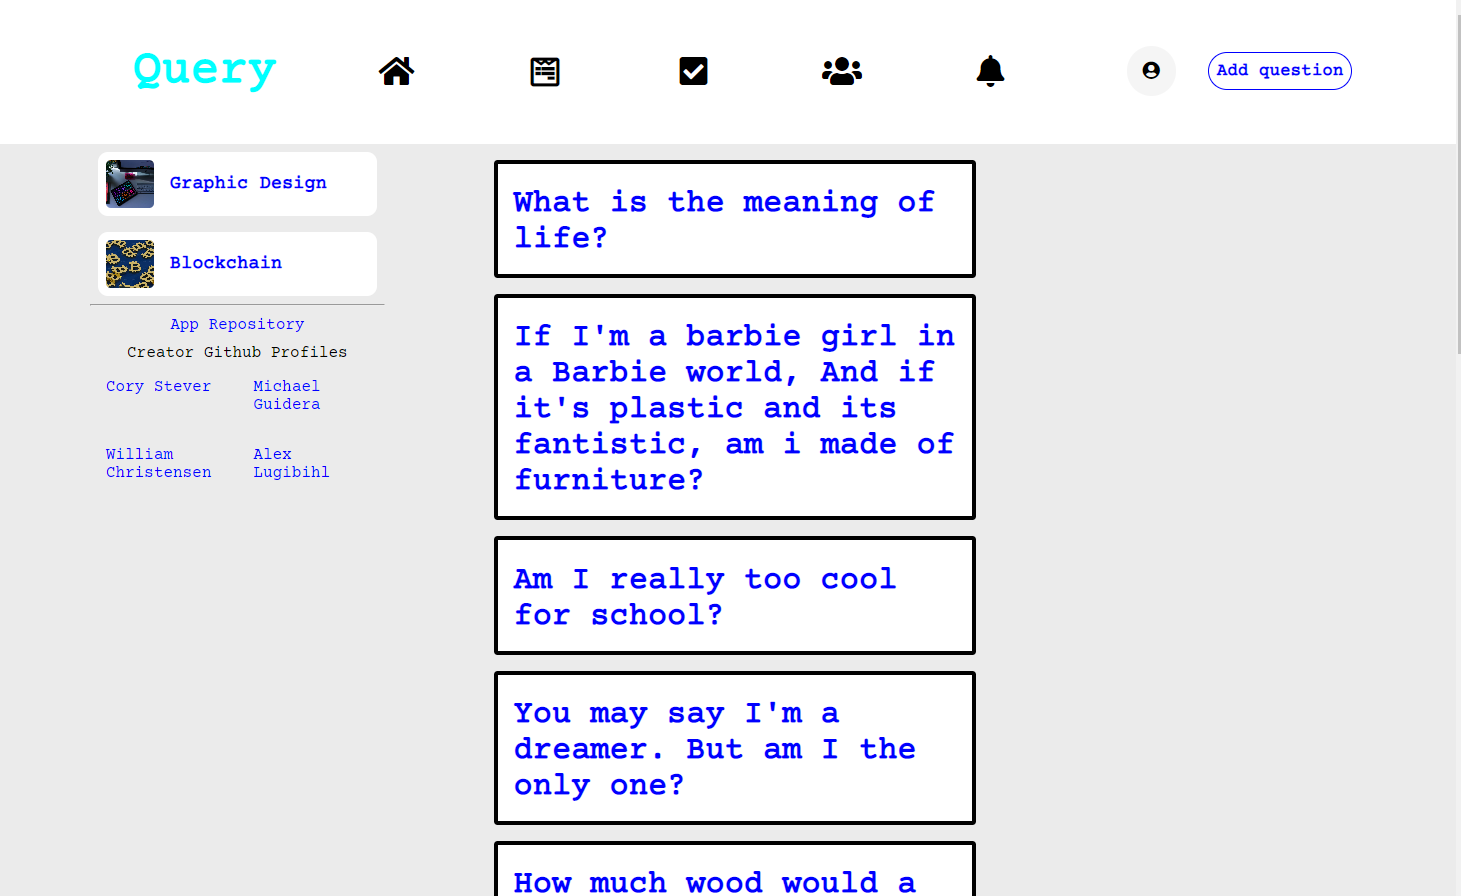 Query
Add question
Graphic Design
Blockchain
App Repository
Creator Github Profiles
Cory Stever
Michael
Guidera
William
Christensen
Alex
Lugibihl
What is the meaning of
life?
If I'm a barbie girl in
a Barbie world, And if
it's plastic and its
fantistic, am i made of
furniture?
Am I really too cool
for school?
You may say I'm a
dreamer. But am I the
only one?
How much wood would a